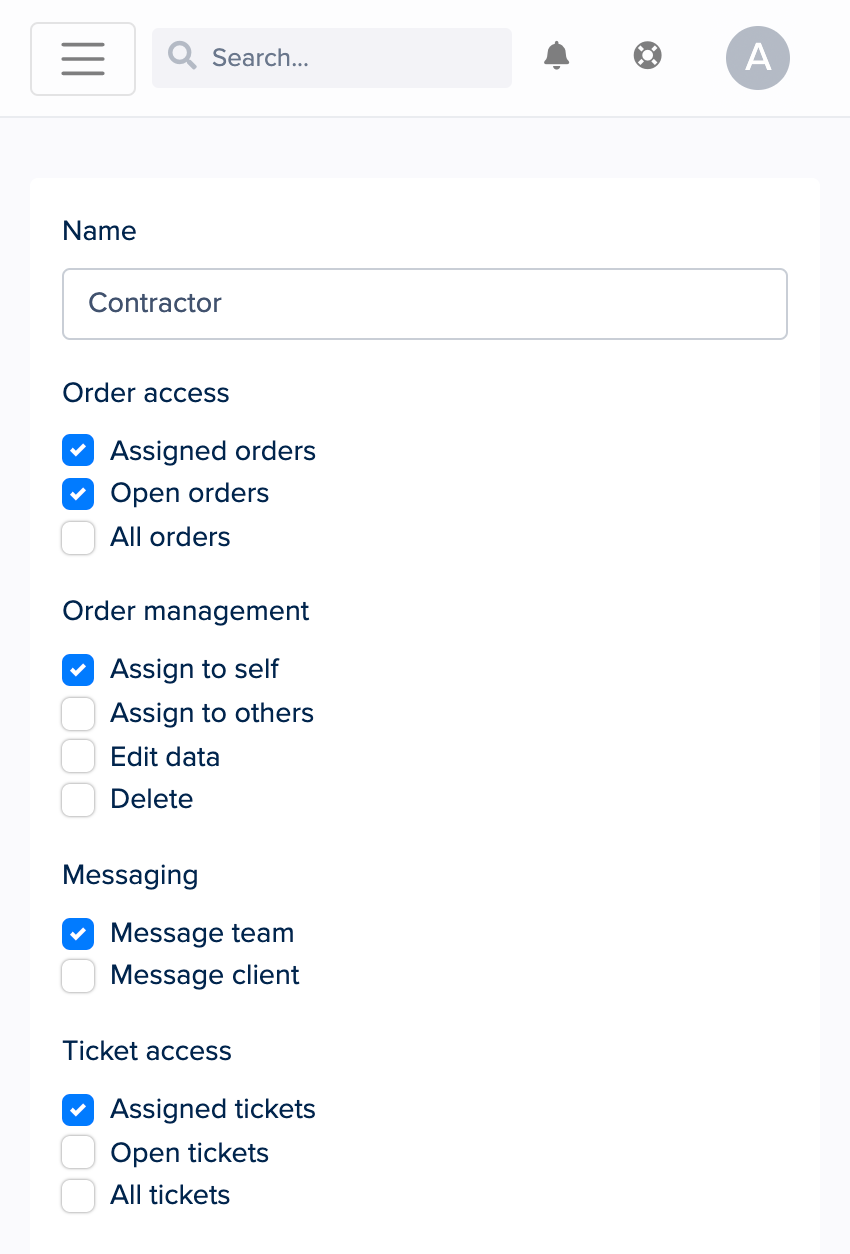 Search...
A
Name
Contractor
Order access
Assigned orders
Open orders
All orders
Order management
Assign to self
Assign to others
Edit data
Delete
Messaging
Message team
Message client
Ticket access
Assigned tickets
Open tickets
All tickets